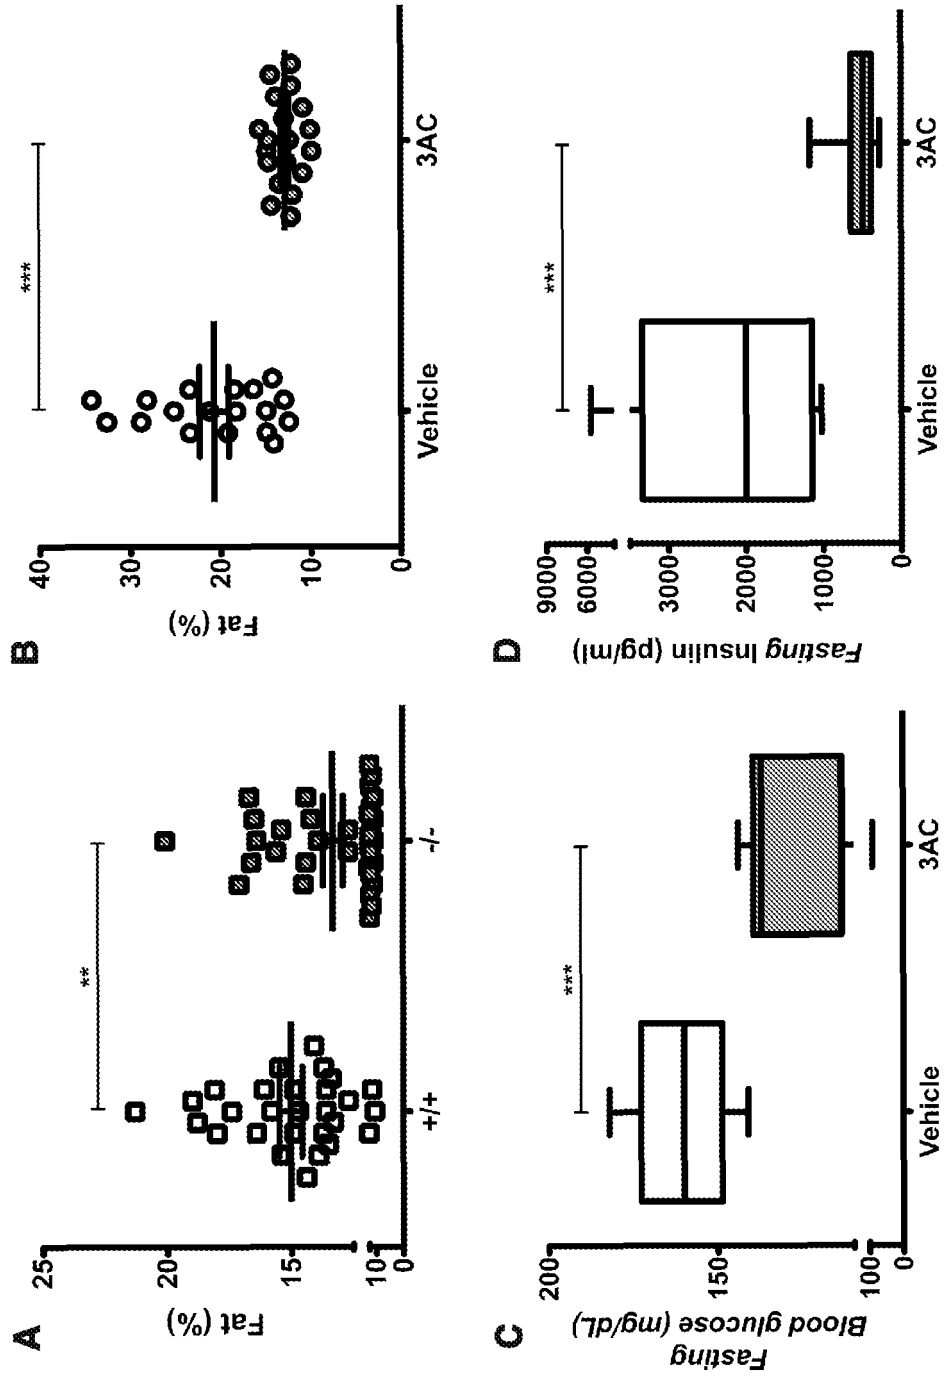 A
Fat (%)
25
20
15
10
0
**
+/+
-/-
B
Fat (%)
40
30
20
10
0
***
Vehicle
3AC
C
Fasting
Blood glucose (mg/dL)
200
150
100
0
***
Vehicle
3AC
D
Fasting Insulin (pg/ml)
9000
6000
3000
2000
1000
0
***
Vehicle
3AC